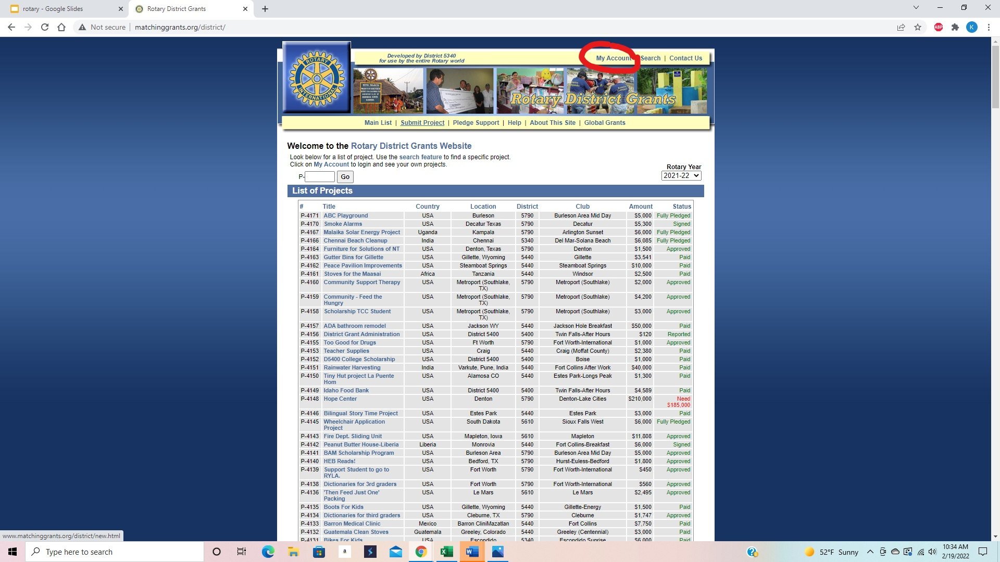 rotary - Google Slides
Rotary District Grants
Not secure
matchinggrants.org/district/
ABP
K
ROTARY
INTERNATIONAL
Developed by District 5340
for use by the entire Rotary world
My Account Search | Contact Us
Rotary District Grants
Main List | Submit Project | Pledge Support | Help | About This Site | Global Grants
Welcome to the Rotary District Grants Website
Look below for a list of project. Use the search feature to find a specific project.
Click on My Account to login and see your own projects.
Rotary Year
P- Go
2021-22
List of Projects
# Title Country Location District Club Amount Status
P-4171 ABC Playground USA Burleson 5790 Burleson Area Mid Day $5,000 Fully Pledged
P-4170 Smoke Alarms USA Decatur Texas 5790 Decatur $5,300 Signed
P-4167 Malaika Solar Energy Project Uganda Kampala 5790 Arlington Sunset $6,000 Fully Pledged
P-4166 Chennai Beach Cleanup India Chennai 5340 Del Mar-Solana Beach $6,085 Fully Pledged
P-4164 Furniture for Solutions of NT USA Denton, Texas 5790 Denton $1,500 Approved
P-4163 Gutter Bins for Gillette USA Gillette, Wyoming 5440 Gillette $3,541 Paid
P-4162 Peace Pavilion Improvements USA Steamboat Springs 5440 Steamboat Springs $10,000 Paid
P-4161 Stoves for the Maasai Africa Tanzania 5440 Windsor $2,500 Paid
P-4160 Community Support Therapy USA Metroport (Southlake, TX) 5790 Metroport (Southlake) $2,000 Approved
P-4159 Community - Feed the Hungry USA Metroport (Southlake, TX) 5790 Metroport (Southlake) $4,200 Approved
P-4158 Scholarship TCC Student USA Metroport (Southlake, TX) 5790 Metroport (Southlake) $3,000 Approved
P-4157 ADA bathroom remodel USA Jackson WY 5440 Jackson Hole Breakfast $50,000 Paid
P-4156 District Grant Administration USA District 5400 5400 Twin Falls-After Hours $120 Reported
P-4155 Too Good for Drugs USA Ft Worth 5790 Fort Worth-International $1,000 Approved
P-4153 Teacher Supplies USA Craig 5440 Craig (Moffat County) $2,380 Paid
P-4152 D5400 College Scholarship USA District 5400 5400 Boise $1,000 Paid
P-4151 Rainwater Harvesting India Varkute, Pune, India 5440 Fort Collins After Work $40,000 Paid
P-4150 Tiny Hut project La Puente Hom USA Alamosa CO 5440 Estes Park-Longs Peak $1,300 Paid
P-4149 Idaho Food Bank USA District 5400 5400 Twin Falls-After Hours $4,589 Paid
P-4148 Hope Center USA Denton 5790 Denton-Lake Cities $210,000 Need $185,000
P-4146 Bilingual Story Time Project USA Estes Park 5440 Estes Park $3,000 Paid
P-4145 Wheelchair Application Project USA South Dakota 5610 Sioux Falls West $6,000 Fully Pledged
P-4143 Fire Dept. Sliding Unit USA Mapleton, Iowa 5610 Mapleton $11,808 Approved
P-4142 Peanut Butter House-Liberia Liberia Monrovia 5440 Fort Collins-Breakfast $6,000 Signed
P-4141 BAM Scholarship Program USA Burleson Area 5790 Burleson Area Mid Day $5,000 Approved
P-4140 HEB Reads! USA Bedford, TX 5790 Hurst-Euless-Bedford $1,800 Approved
P-4139 Support Student to go to RYLA. USA Fort Worth 5790 Fort Worth-International $450 Approved
P-4138 Dictionaries for 3rd graders USA Fort Worth 5790 Fort Worth-International $560 Approved
P-4136 'Then Feed Just One' Packing USA Le Mars 5610 Le Mars $2,495 Approved
P-4135 Boots For Kids USA Gillette, Wyoming 5440 Gillette-Energy $1,500 Paid
P-4134 Dictionaries for third graders USA Cleburne, TX 5790 Cleburne $1,747 Approved
P-4133 Barron Medical Clinic Mexico Barron CliniMazatlan 5440 Fort Collins $7,750 Paid
P-4132 Guatemala Clean Stoves Guatemala Greeley, Colorado 5440 Greeley (Centennial) $3,000 Paid
P-4131 Bikes For Kids USA Escondido 5340 Escondido Sunrise $6,000 Paid
www.matchinggrants.org/district/new.html
Type here to search
52°F Sunny
10:34 AM
2/19/2022